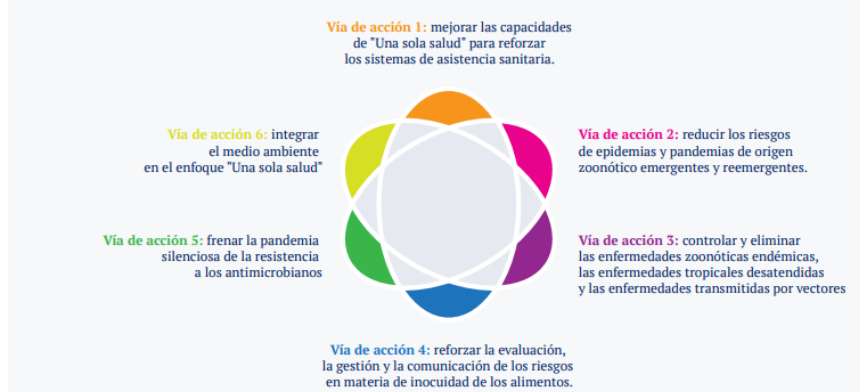 Vía de acción 1: mejorar las capacidades
de "Una sola salud" para reforzar
los sistemas de asistencia sanitaria.
Vía de acción 2: reducir los riesgos
de epidemias y pandemias de origen
zoonótico emergentes y reemergentes.
Vía de acción 3: controlar y eliminar
las enfermedades zoonóticas endémicas,
las enfermedades tropicales desatendidas
y las enfermedades transmitidas por vectores
Vía de acción 4: reforzar la evaluación,
la gestión y la comunicación de los riesgos
en materia de inocuidad de los alimentos.
Vía de acción 5: frenar la pandemia
silenciosa de la resistencia
a los antimicrobianos
Vía de acción 6: integrar
el medio ambiente
en el enfoque "Una sola salud"